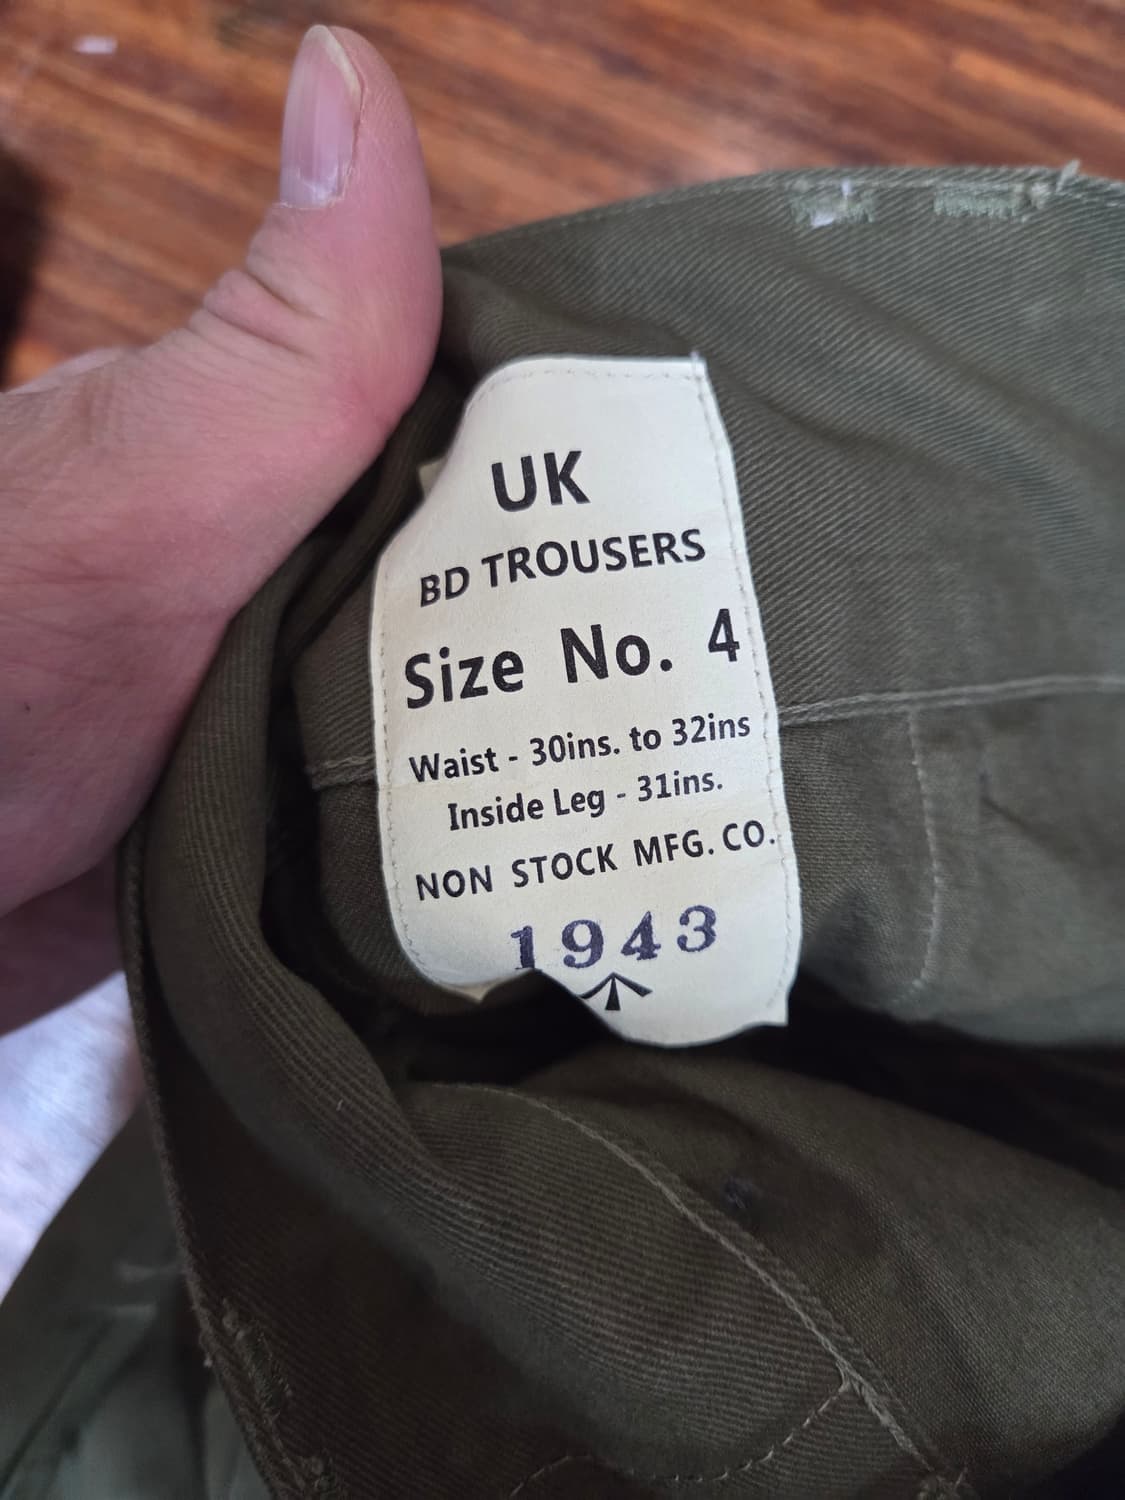 UK
BD TROUSERS
Size No. 4
Waist - 30ins. to 32ins
Inside Leg - 31ins.
NON STOCK MFG. CO.
1943